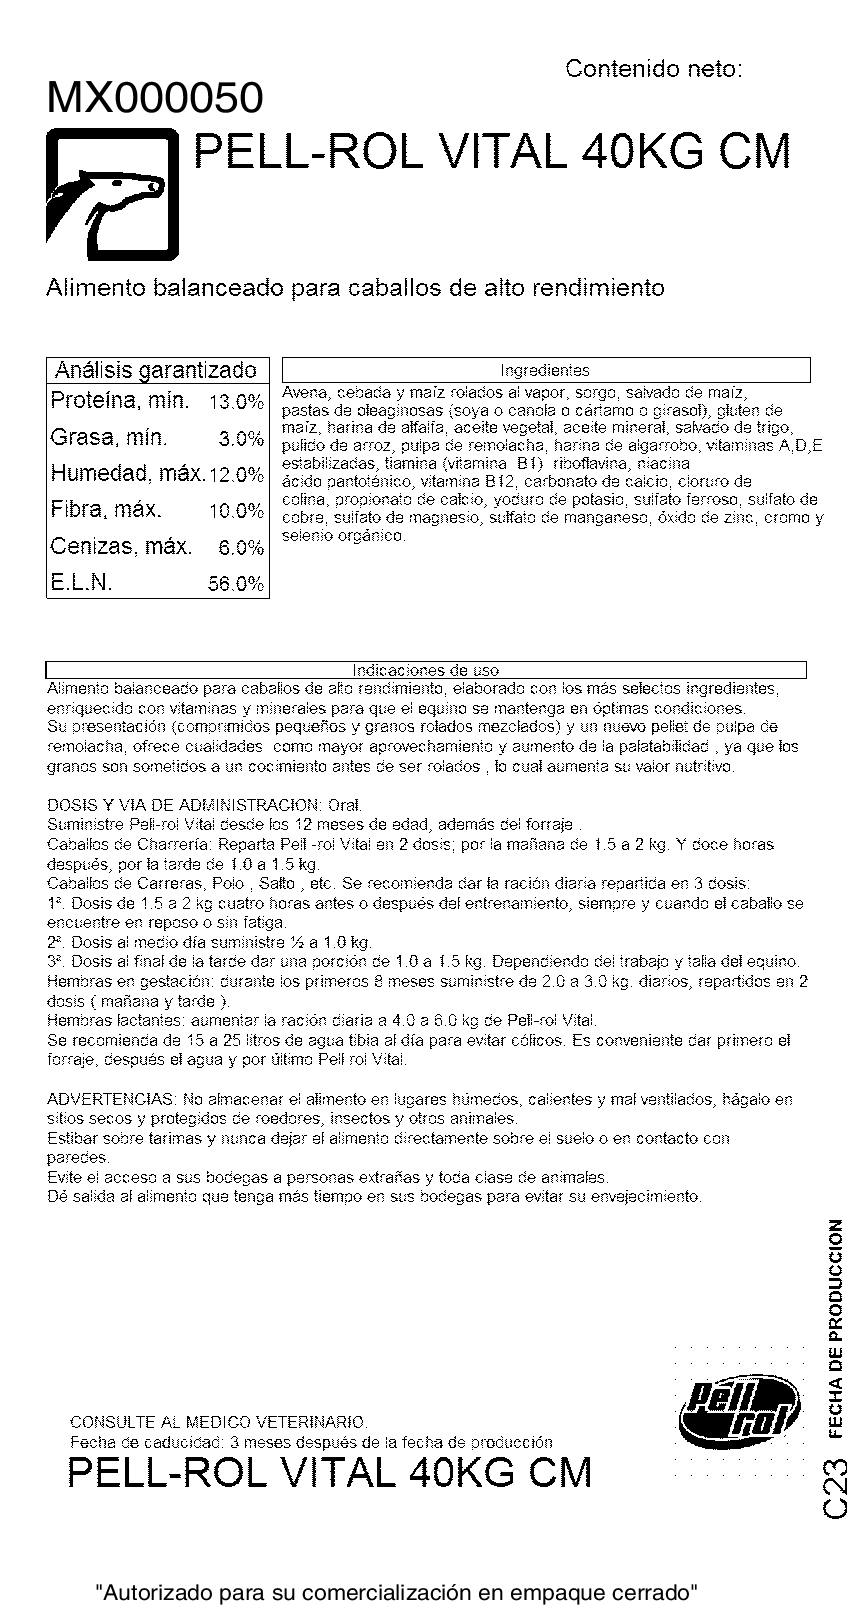 Contenido neto:
MX000050
PELL-ROL VITAL 40KG CM
Alimento balanceado para caballos de alto rendimiento
Análisis garantizado
Proteína, mín. 13.0%
Grasa, mín. 3.0%
Humedad, máx. 12.0%
Fibra, máx. 10.0%
Cenizas, máx. 6.0%
E.L.N. 56.0%
Ingredientes
Avena, cebada y maíz rolados al vapor, sorgo, salvado de maíz,
pastas de oleaginosas (soya o canola o cártamo o girasol), gluten de
maíz, harina de alfalfa, aceite vegetal, aceite mineral, salvado de trigo,
pulido de arroz, pulpa de remolacha, harina de algarrobo, vitaminas A,D,E
estabilizadas, tiamina (vitamina B1) riboflavina, niacina
ácido pantoténico, vitamina B12, carbonato de calcio, cloruro de
colina, propionato de calcio, yoduro de potasio, sulfato ferroso, sulfato de
cobre, sulfato de magnesio, sulfato de manganeso, óxido de zinc, cromo y
selenio orgánico.
Indicaciones de uso
Alimento balanceado para caballos de alto rendimiento, elaborado con los más selectos ingredientes,
enriquecido con vitaminas y minerales para que el equino se mantenga en óptimas condiciones.
Su presentación (comprimidos pequeños y granos rolados mezclados) y un nuevo pellet de pulpa de
remolacha, ofrece cualidades como mayor aprovechamiento y aumento de la palatabilidad , ya que los
granos son sometidos a un cocimiento antes de ser rolados , lo cual aumenta su valor nutritivo.
DOSIS Y VIA DE ADMINISTRACION: Oral.
Suministre Pell-rol Vital desde los 12 meses de edad, además del forraje .
Caballos de Charrería: Reparta Pell -rol Vital en 2 dosis; por la mañana de 1.5 a 2 kg. Y doce horas
después, por la tarde de 1.0 a 1.5 kg.
Caballos de Carreras, Polo , Salto , etc. Se recomienda dar la ración diaria repartida en 3 dosis:
1ª. Dosis de 1.5 a 2 kg cuatro horas antes o después del entrenamiento, siempre y cuando el caballo se
encuentre en reposo o sin fatiga.
2ª. Dosis al medio día suministre ½ a 1.0 kg.
3ª. Dosis al final de la tarde dar una porción de 1.0 a 1.5 kg. Dependiendo del trabajo y talla del equino.
Hembras en gestación: durante los primeros 8 meses suministre de 2.0 a 3.0 kg. diarios, repartidos en 2
dosis ( mañana y tarde ).
Hembras lactantes: aumentar la ración diaria a 4.0 a 6.0 kg de Pell-rol Vital.
Se recomienda de 15 a 25 litros de agua tibia al día para evitar cólicos. Es conveniente dar primero el
forraje, después el agua y por último Pell rol Vital.
ADVERTENCIAS: No almacenar el alimento en lugares húmedos, calientes y mal ventilados, hágalo en
sitios secos y protegidos de roedores, insectos y otros animales.
Estibar sobre tarimas y nunca dejar el alimento directamente sobre el suelo o en contacto con
paredes.
Evite el acceso a sus bodegas a personas extrañas y toda clase de animales.
Dé salida al alimento que tenga más tiempo en sus bodegas para evitar su envejecimiento.
FECHA DE PRODUCCION
C23
Pell
rol
CONSULTE AL MEDICO VETERINARIO.
Fecha de caducidad: 3 meses después de la fecha de producción
PELL-ROL VITAL 40KG CM
"Autorizado para su comercialización en empaque cerrado"